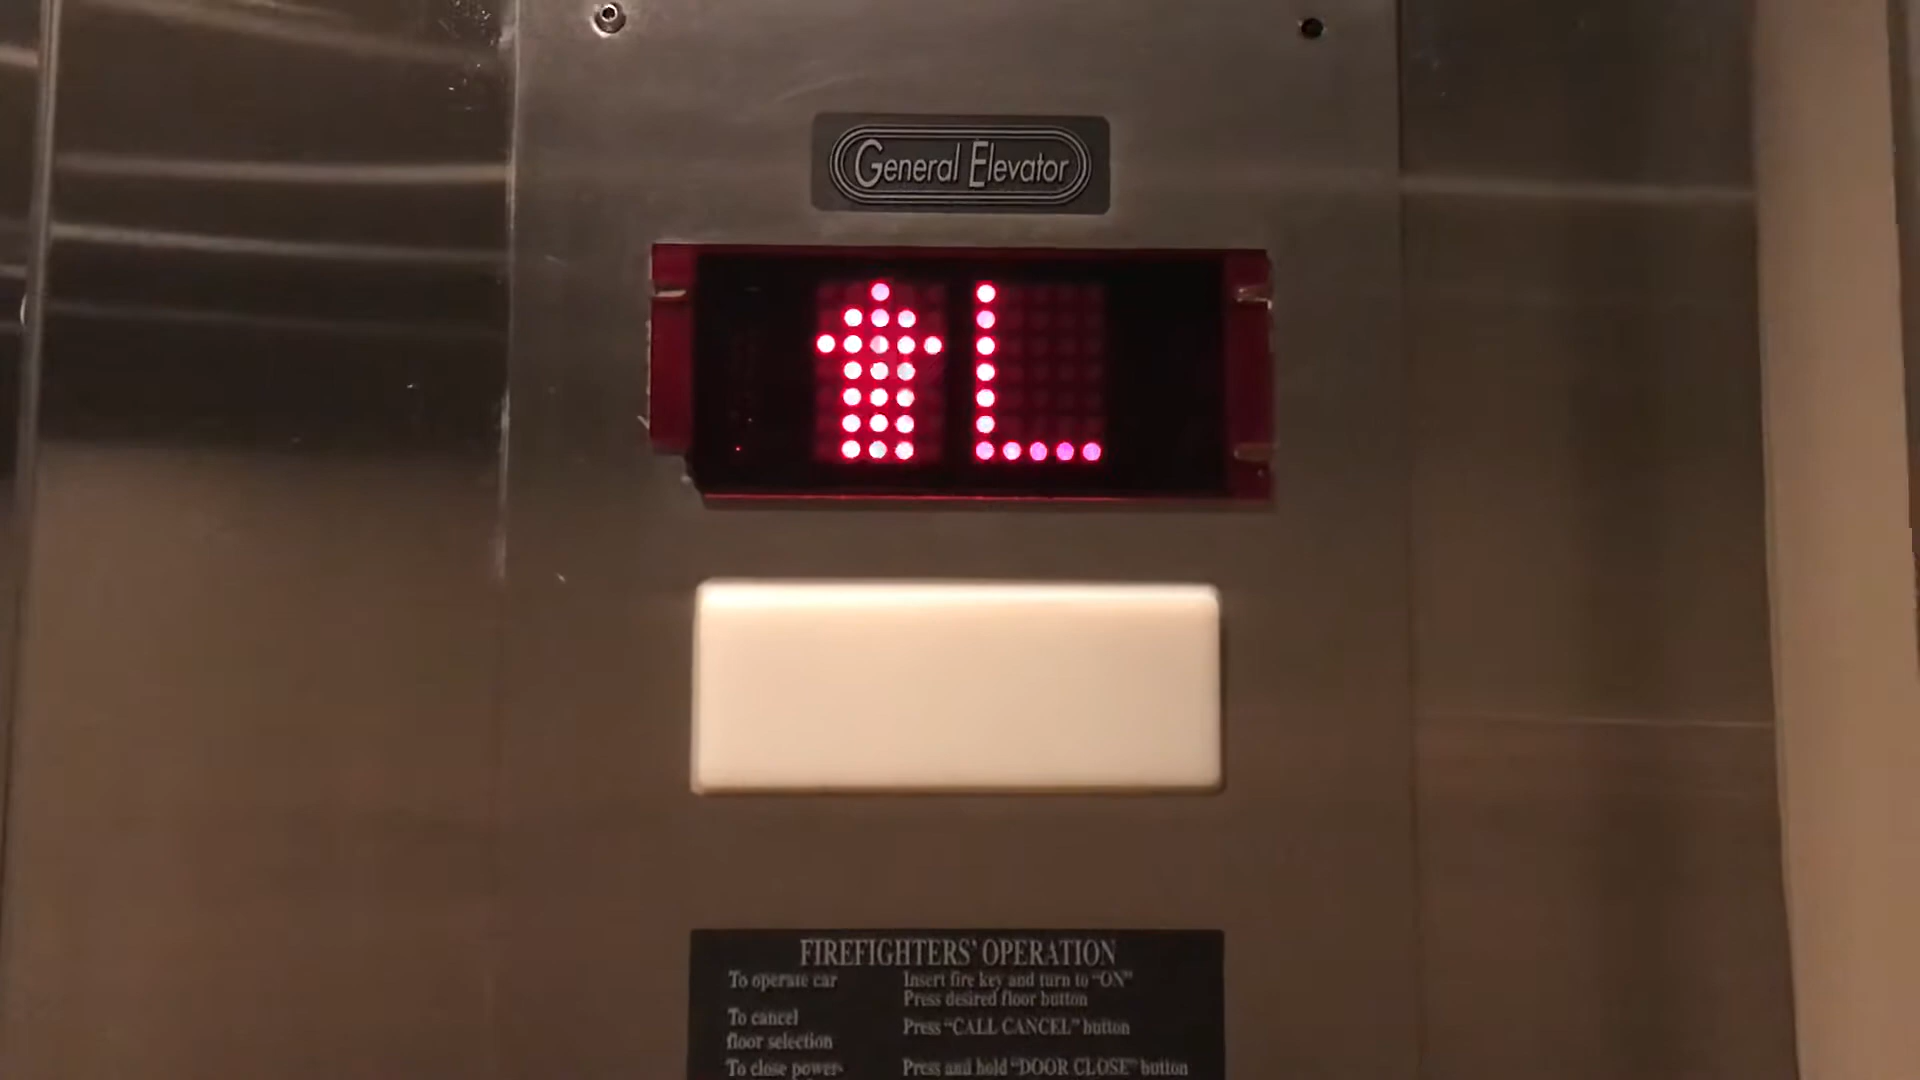 General Elevator
L
FIREFIGHTERS' OPERATION
To operate car Insert fire key and turn to "ON"
Press desired floor button
To cancel
floor selection Press "CALL CANCEL" button
To close power- Press and hold "DOOR CLOSE" button